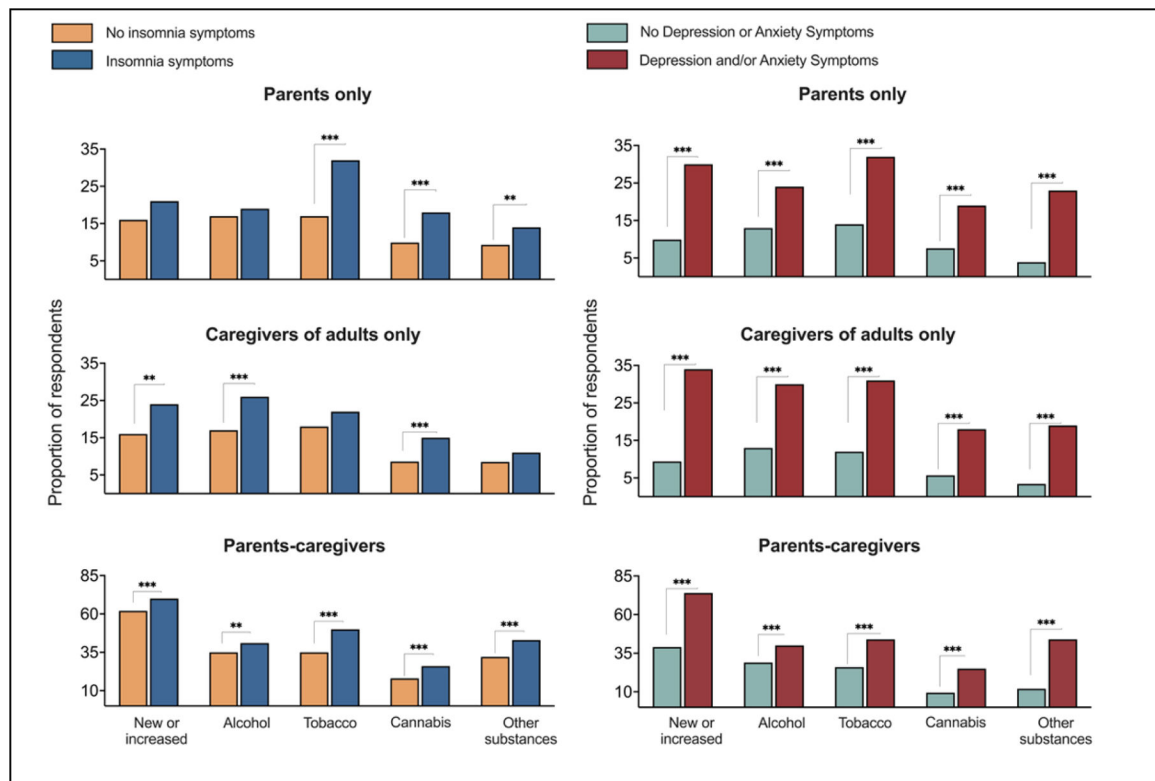 No insomnia symptoms
Insomnia symptoms
No Depression or Anxiety Symptoms
Depression and/or Anxiety Symptoms
Proportion of respondents
Parents only
35
25
15
5
***
***
**
Caregivers of adults only
35
25
15
5
**
***
***
Parents-caregivers
85
60
35
10
***
**
***
***
***
New or
increased
Alcohol
Tobacco
Cannabis
Other
substances
Proportion of respondents
Parents only
35
25
15
5
***
***
***
***
***
Caregivers of adults only
35
25
15
5
***
***
***
***
***
Parents-caregivers
85
60
35
10
***
***
***
***
***
New or
increased
Alcohol
Tobacco
Cannabis
Other
substances